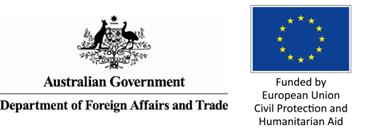 Australian Government
Department of Foreign Affairs and Trade
Funded by
European Union
Civil Protection and
Humanitarian Aid